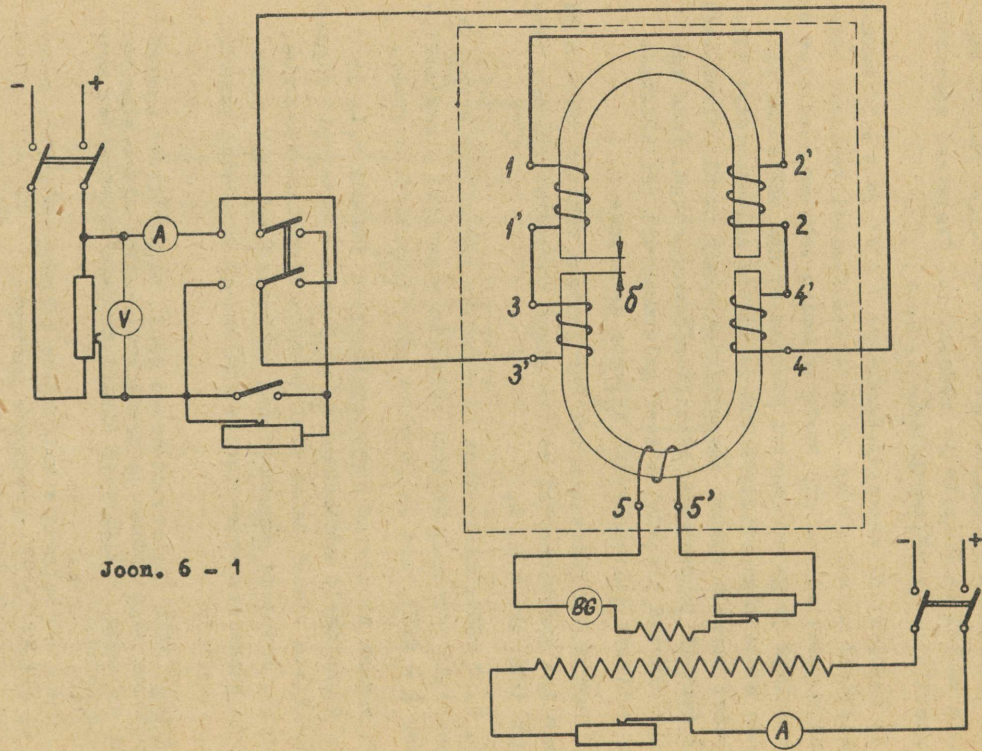 - +
A
V
1 2'
1' 2
б
3 4'
3' 4
5 5'
Joon. 6 - 1
- +
BG
A